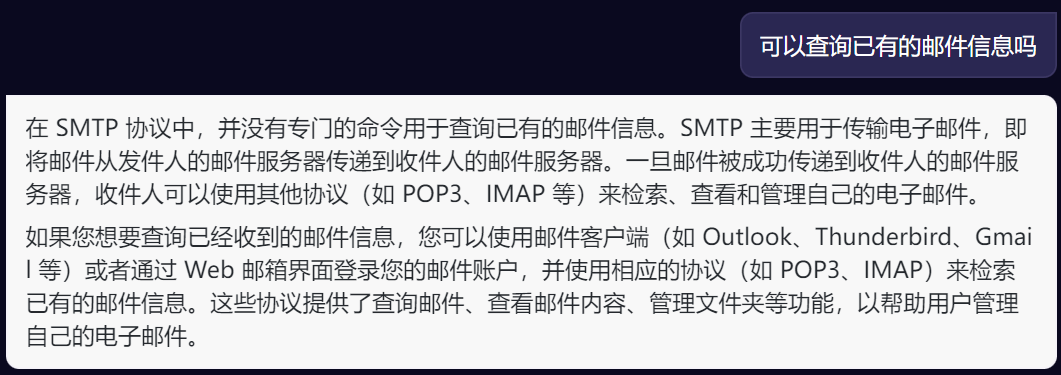 可以查询已有的邮件信息吗
在 SMTP 协议中，并没有专门的命令用于查询已有的邮件信息。SMTP 主要用于传输电子邮件，即
将邮件从发件人的邮件服务器传递到收件人的邮件服务器。一旦邮件被成功传递到收件人的邮件服
务器，收件人可以使用其他协议（如 POP3、IMAP 等）来检索、查看和管理自己的电子邮件。
如果您想要查询已经收到的邮件信息，您可以使用邮件客户端（如 Outlook、Thunderbird、Gmai
l 等）或者通过 Web 邮箱界面登录您的邮件账户，并使用相应的协议（如 POP3、IMAP）来检索
已有的邮件信息。这些协议提供了查询邮件、查看邮件内容、管理文件夹等功能，以帮助用户管理
自己的电子邮件。